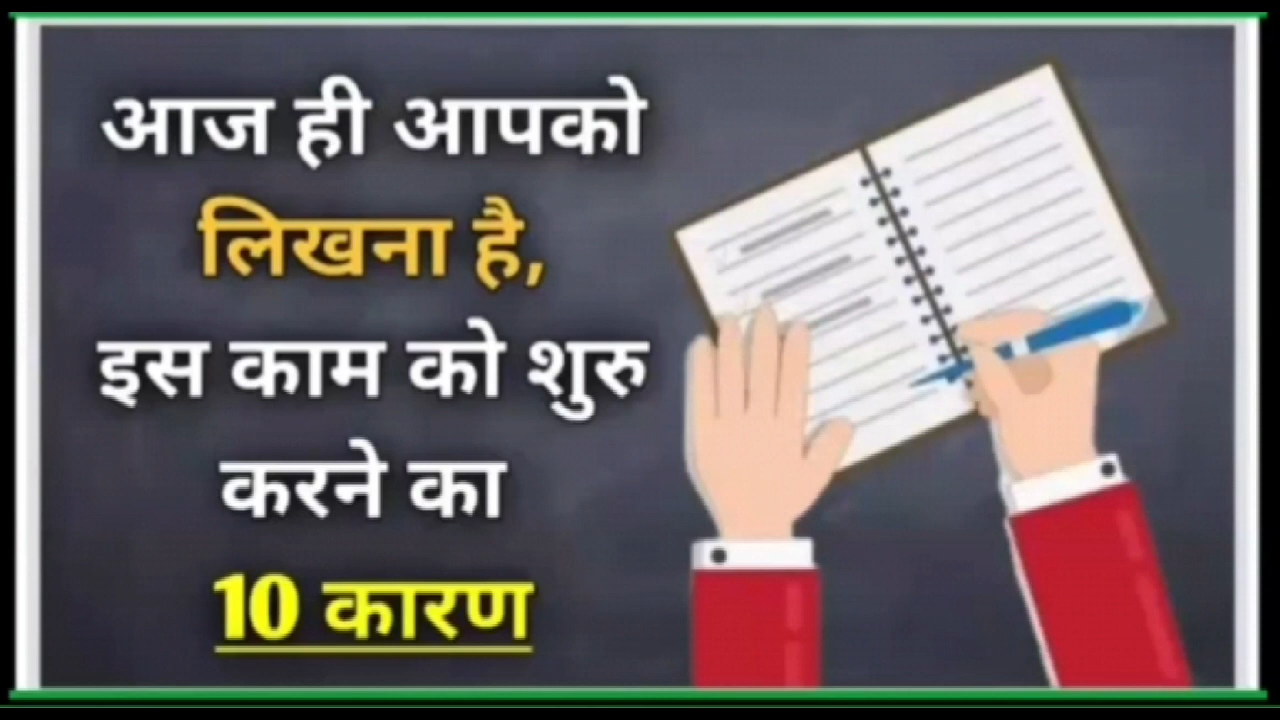 आज ही आपको
लिखना है,
इस काम को शुरु
करने का
10 कारण